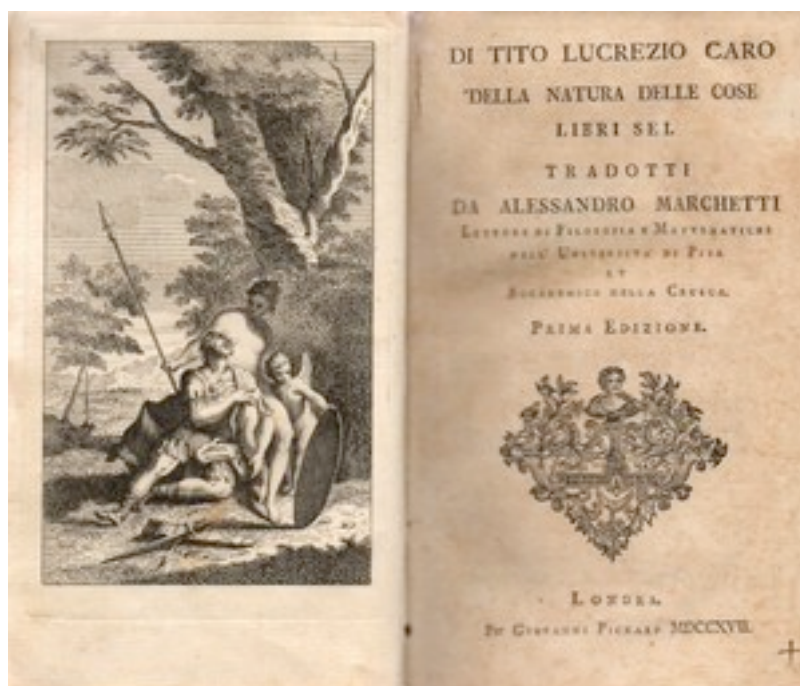 DI TITO LUCREZIO CARO
DELLA NATURA DELLE COSE
LIBRI SEI
TRADOTTI
DA ALESSANDRO MARCHETTI
LETTORE DI FILOSOFIA E MATTEMATICHE
NELL' UNIVERSITA' DI PISA
ET
ACCADEMICO DELLA CRUSCA.
PRIMA EDIZIONE.
LONDRA.
Per GIOVANNI PICKARD MDCCXVII.